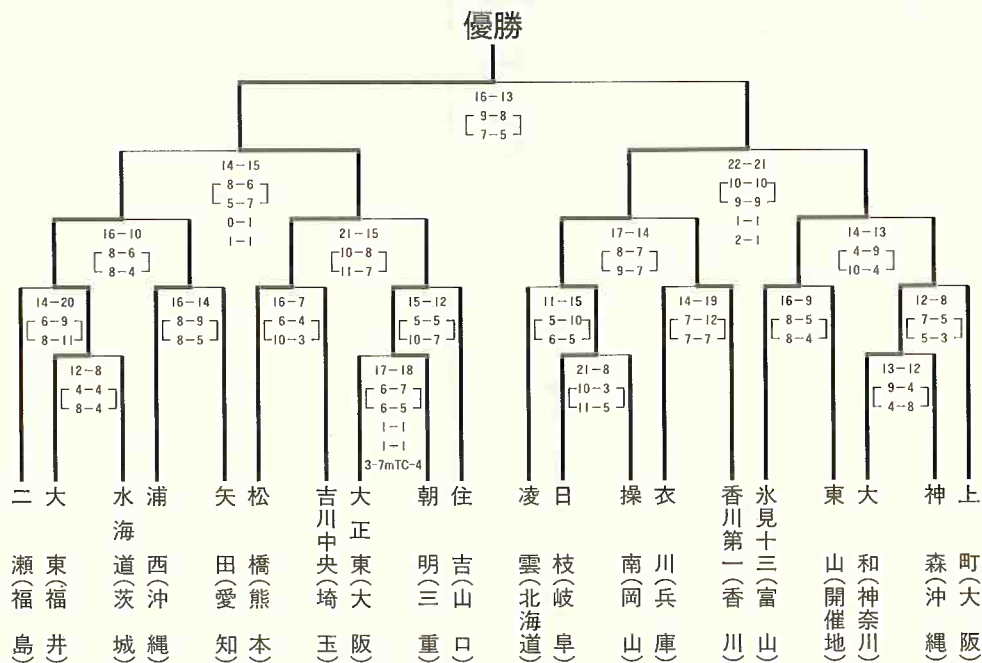 優勝
16-13
9-8
7-5
14-15
8-6
5-7
0-1
1-1
22-21
10-10
9-9
1-1
2-1
16-10
8-6
8-4
21-15
10-8
11-7
17-14
8-7
9-7
14-13
4-9
10-4
14-20
6-9
8-11
16-14
8-9
8-5
16-7
6-4
10-3
15-12
5-5
10-7
11-15
5-10
6-5
14-19
7-12
7-7
16-9
8-5
8-4
12-8
7-5
5-3
12-8
4-4
8-4
17-18
6-7
6-5
1-1
1-1
3-7mTC-4
21-8
10-3
11-5
13-12
9-4
4-8
二瀬(福島)
大東(福井)
水海道(茨城)
浦西(沖縄)
矢田(愛知)
松橋(熊本)
吉川中央(埼玉)
大正東(大阪)
朝明(三重)
住吉(山口)
凌雲(北海道)
日枝(岐阜)
操南(岡山)
衣川(兵庫)
香川第一(香川)
氷見十三(富山)
東山(開催地)
大和(神奈川)
神森(沖縄)
上町(大阪)